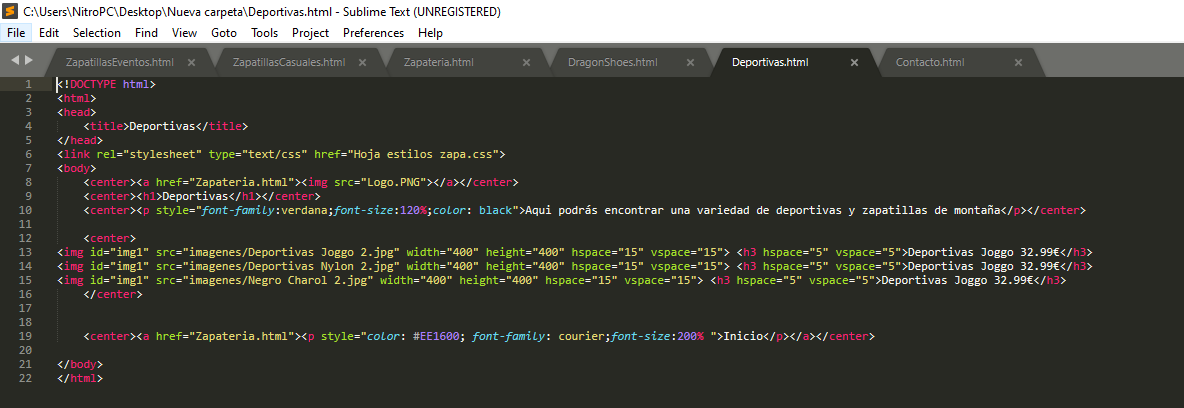 C:\Users\NitroPC\Desktop\Nueva carpeta\Deportivas.html - Sublime Text (UNREGISTERED)
File Edit Selection Find View Goto Tools Project Preferences Help
ZapatillasEventos.html × ZapatillasCasuales.html × Zapateria.html × DragonShoes.html × Deportivas.html × Contacto.html ×
1 <!DOCTYPE html>
2 <html>
3 <head>
4 <title>Deportivas</title>
5 </head>
6 <link rel="stylesheet" type="text/css" href="Hoja estilos zapa.css">
7 <body>
8 <center><a href="Zapateria.html"><img src="Logo.PNG"></a></center>
9 <center><h1>Deportivas</h1></center>
10 <center><p style="font-family:verdana;font-size:120%;color: black">Aqui podrás encontrar una variedad de deportivas y zapatillas de montaña</p></center>
11
12 <center>
13 <img id="img1" src="imagenes/Deportivas Joggo 2.jpg" width="400" height="400" hspace="15" vspace="15"> <h3 hspace="5" vspace="5">Deportivas Joggo 32.99€</h3>
14 <img id="img1" src="imagenes/Deportivas Nylon 2.jpg" width="400" height="400" hspace="15" vspace="15"> <h3 hspace="5" vspace="5">Deportivas Joggo 32.99€</h3>
15 <img id="img1" src="imagenes/Negro Charol 2.jpg" width="400" height="400" hspace="15" vspace="15"> <h3 hspace="5" vspace="5">Deportivas Joggo 32.99€</h3>
16 </center>
17
18
19 <center><a href="Zapateria.html"><p style="color: #EE1600; font-family: courier;font-size:200% ">Inicio</p></a></center>
20
21 </body>
22 </html>